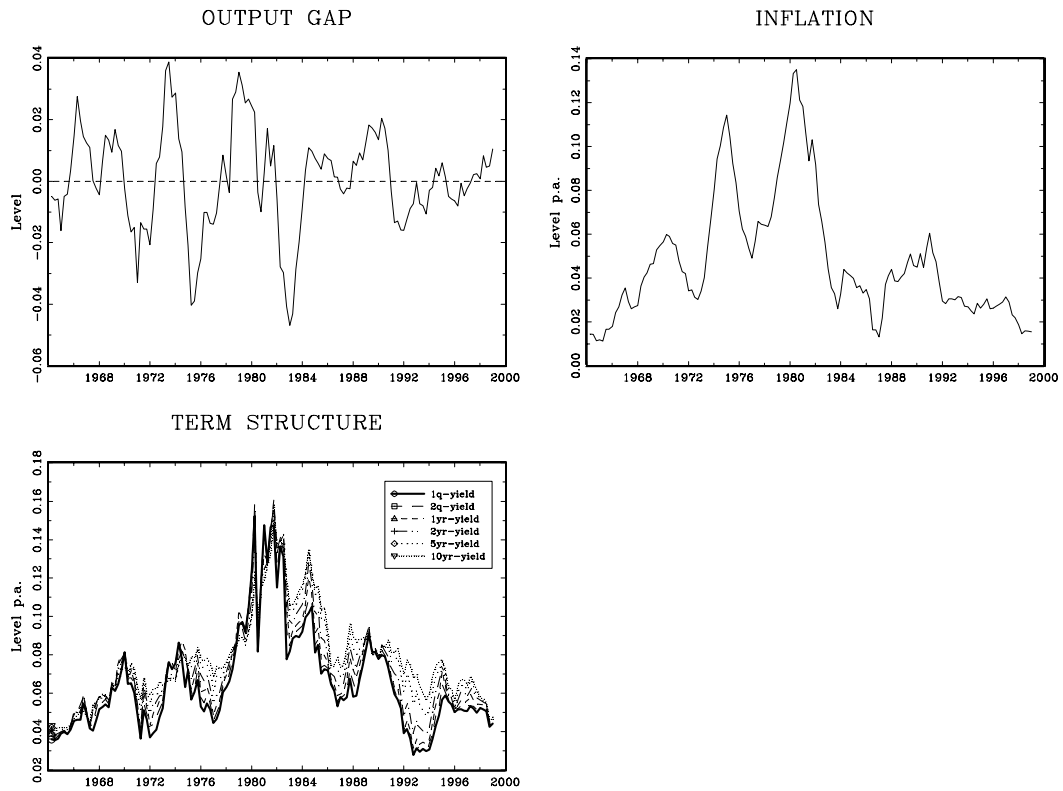 OUTPUT GAP
Level
0.04
0.02
0.00
−0.02
−0.04
−0.06
1968 1972 1976 1980 1984 1988 1992 1996 2000
INFLATION
Level p.a.
0.14
0.12
0.10
0.08
0.06
0.04
0.02
0.00
1968 1972 1976 1980 1984 1988 1992 1996 2000
TERM STRUCTURE
Level p.a.
0.18
0.16
0.14
0.12
0.10
0.08
0.06
0.04
0.02
1q-yield
2q-yield
1yr-yield
2yr-yield
5yr-yield
10yr-yield
1968 1972 1976 1980 1984 1988 1992 1996 2000